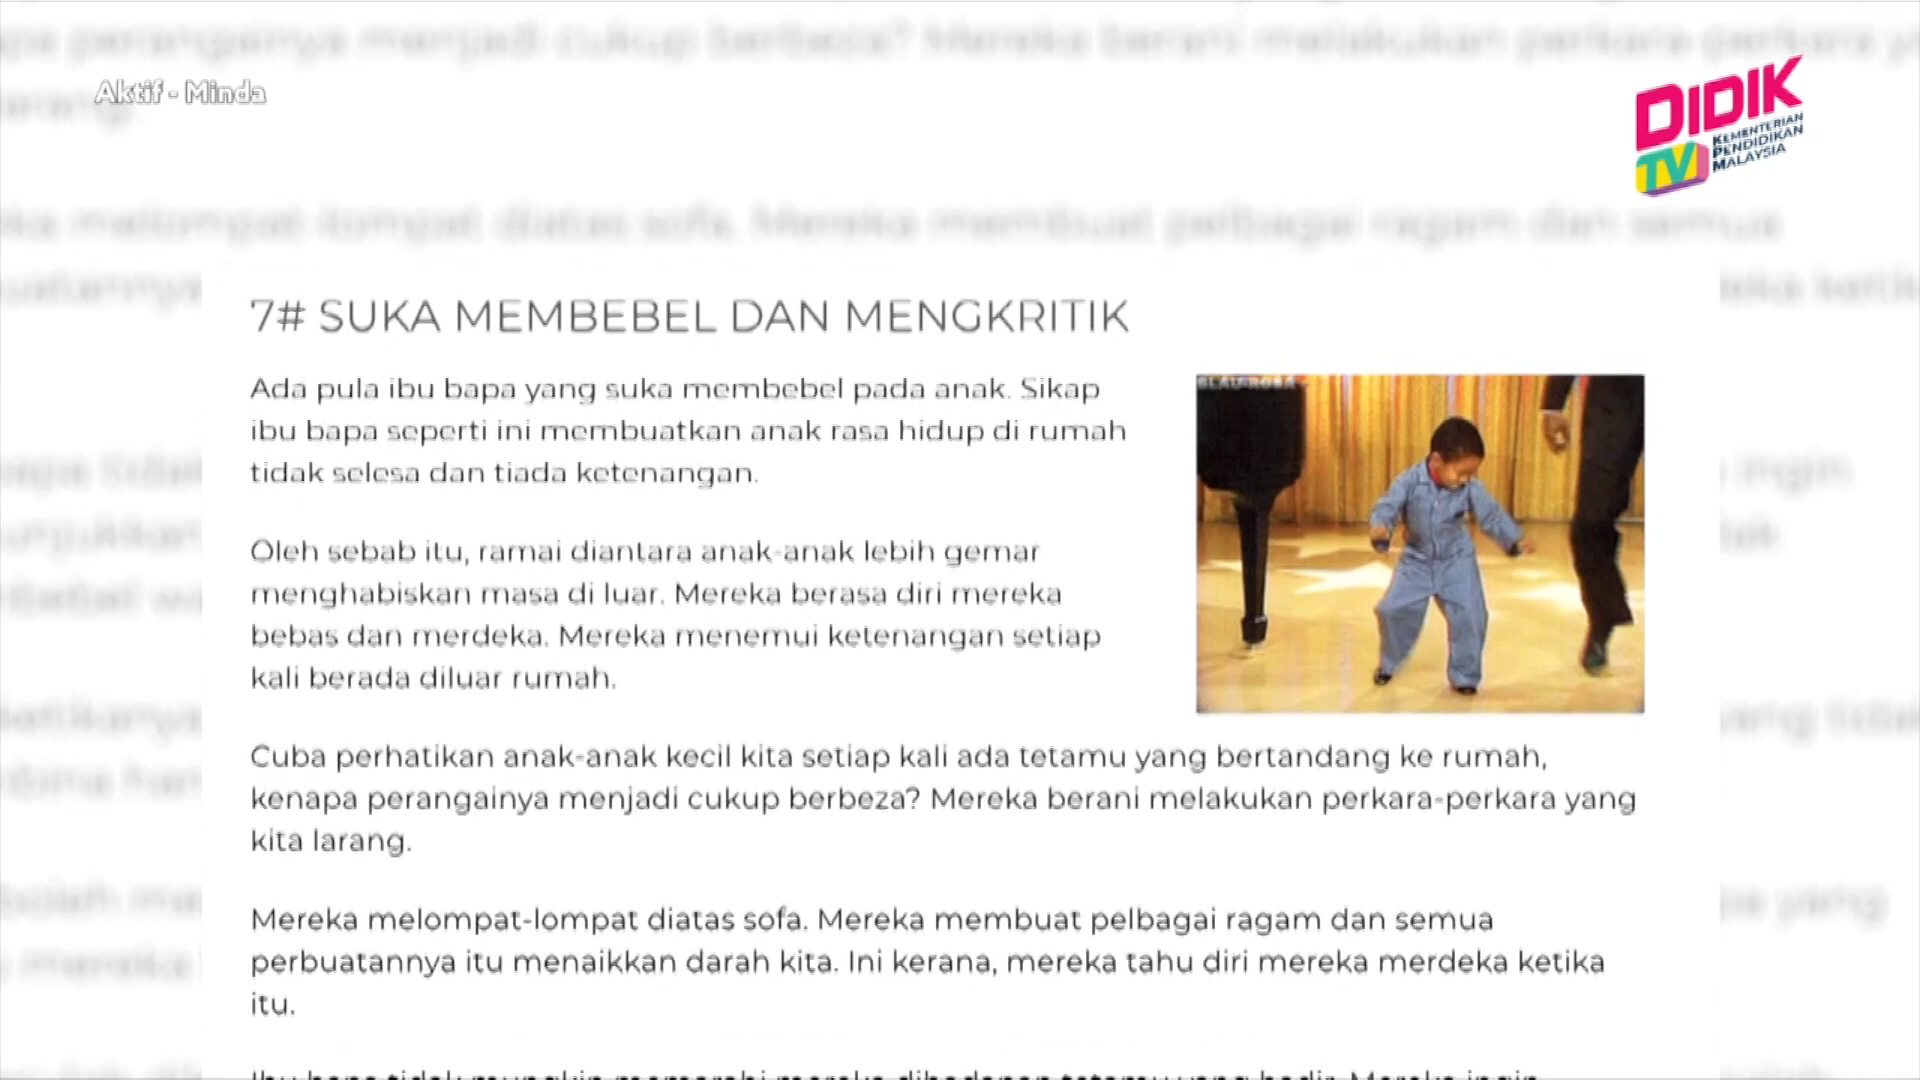 Aktif - Minda
DIDIK
TV
KEMENTERIAN
PENDIDIKAN
MALAYSIA
7# SUKA MEMBEBEL DAN MENGKRITIK
Ada pula ibu bapa yang suka membebel pada anak. Sikap
ibu bapa seperti ini membuatkan anak rasa hidup di rumah
tidak selesa dan tiada ketenangan.
Oleh sebab itu, ramai diantara anak-anak lebih gemar
menghabiskan masa di luar. Mereka berasa diri mereka
bebas dan merdeka. Mereka menemui ketenangan setiap
kali berada diluar rumah.
Cuba perhatikan anak-anak kecil kita setiap kali ada tetamu yang bertandang ke rumah,
kenapa perangainya menjadi cukup berbeza? Mereka berani melakukan perkara-perkara yang
kita larang.
Mereka melompat-lompat diatas sofa. Mereka membuat pelbagai ragam dan semua
perbuatannya itu menaikkan darah kita. Ini kerana, mereka tahu diri mereka merdeka ketika
itu.